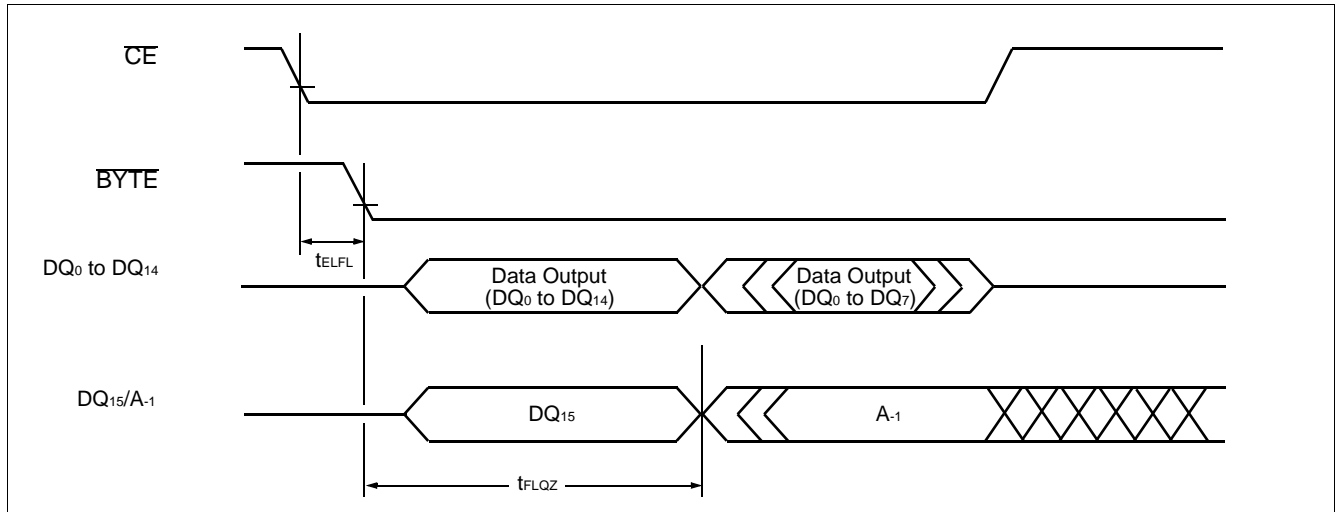 CE
BYTE
tELFL
DQ0 to DQ14
Data Output
(DQ0 to DQ14)
Data Output
(DQ0 to DQ7)
DQ15/A-1
DQ15
A-1
tFLQZ